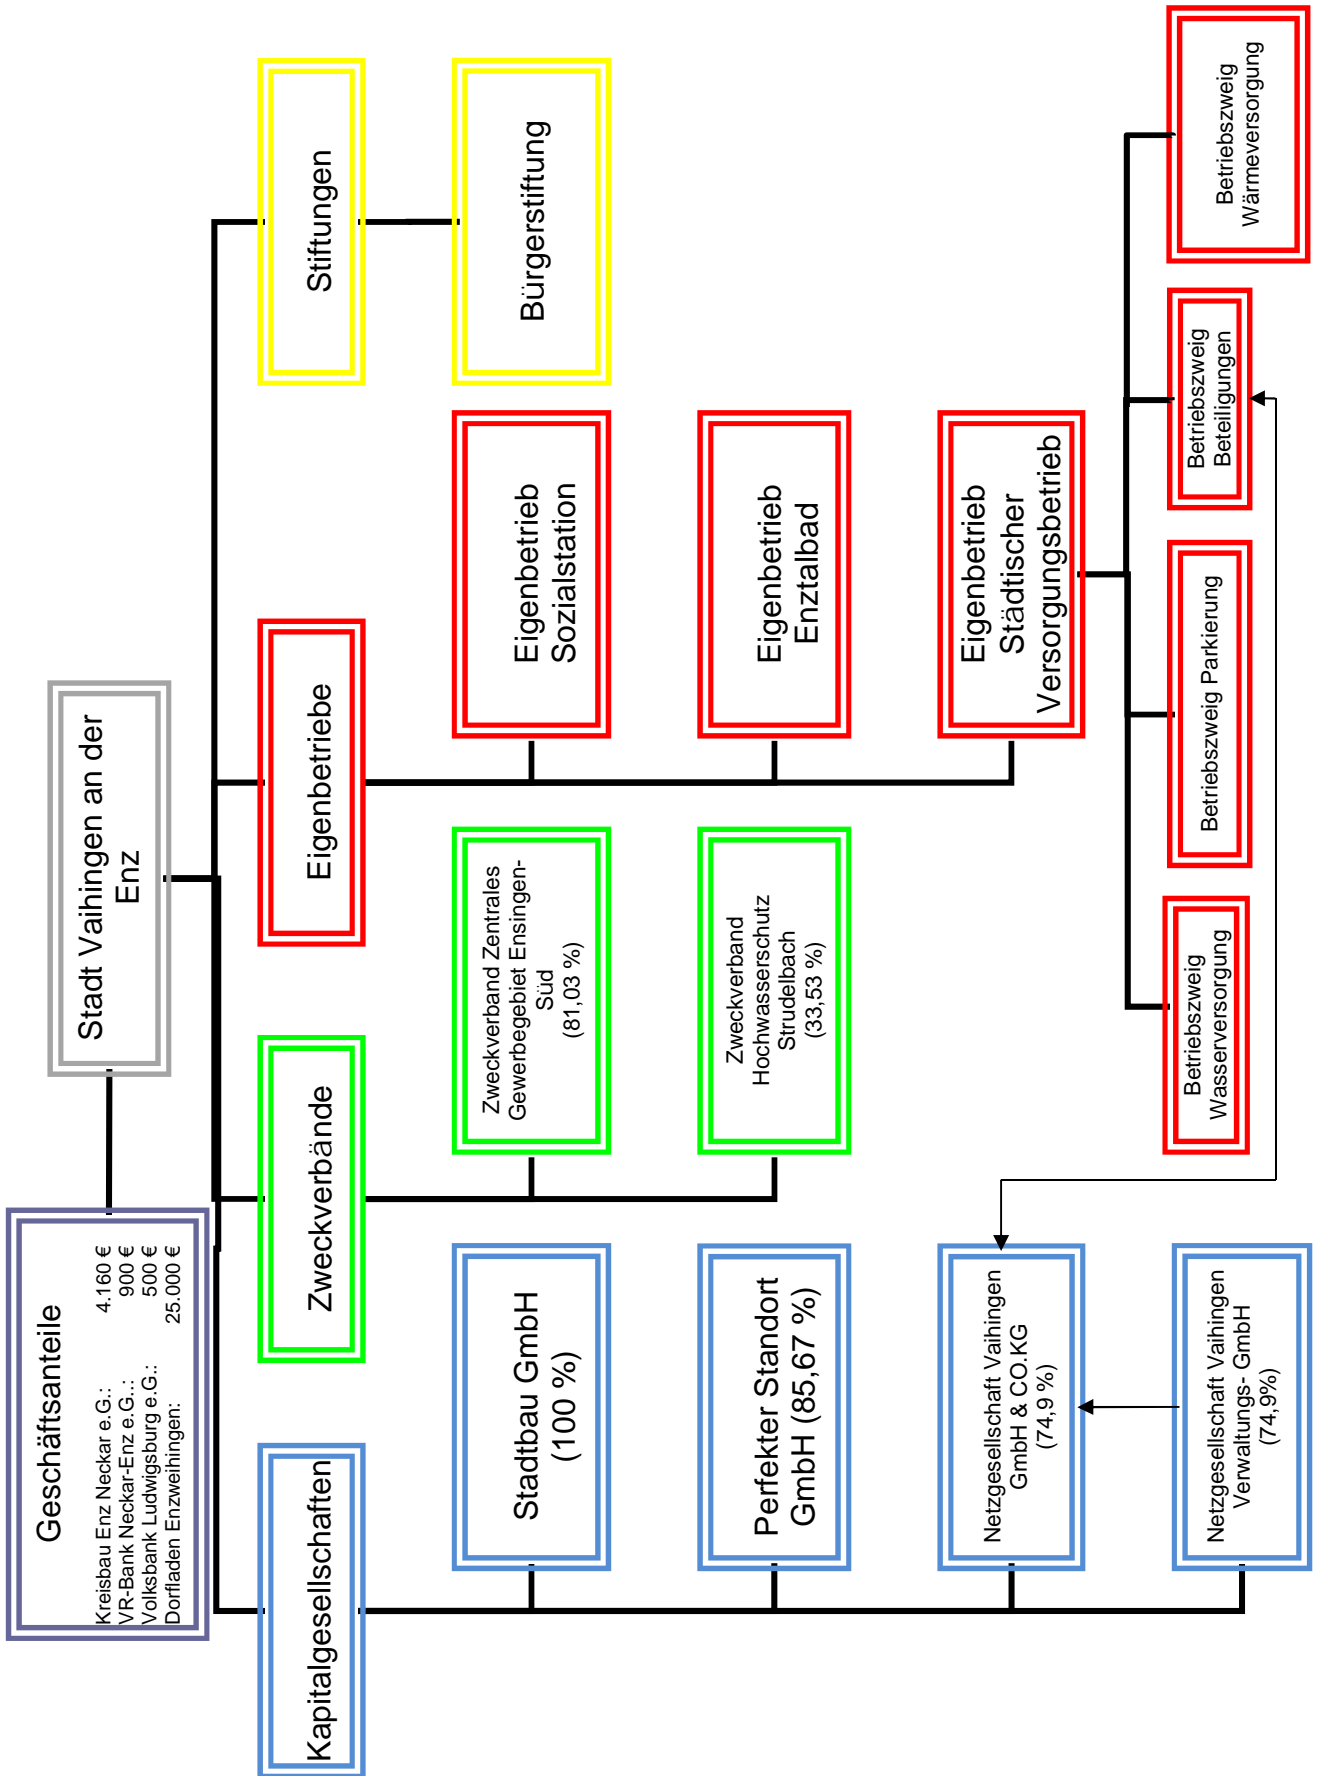 Geschäftsanteile
Kreisbau Enz Neckar e.G.: 4.160 €
VR-Bank Neckar-Enz e.G..: 900 €
Volksbank Ludwigsburg e.G.: 500 €
Dorfladen Enzweihingen: 25.000 €
Stadt Vaihingen an der
Enz
Kapitalgesellschaften
Zweckverbände
Eigenbetriebe
Stiftungen
Stadtbau GmbH
(100 %)
Zweckverband Zentrales
Gewerbegebiet Ensingen-
Süd
(81,03 %)
Eigenbetrieb
Sozialstation
Bürgerstiftung
Perfekter Standort
GmbH (85,67 %)
Zweckverband
Hochwasserschutz
Strudelbach
(33,53 %)
Eigenbetrieb
Enztalbad
Netzgesellschaft Vaihingen
GmbH & CO.KG
(74,9 %)
Eigenbetrieb
Städtischer
Versorgungsbetrieb
Netzgesellschaft Vaihingen
Verwaltungs- GmbH
(74,9%)
Betriebszweig
Wasserversorgung
Betriebszweig Parkierung
Betriebszweig
Beteiligungen
Betriebszweig
Wärmeversorgung